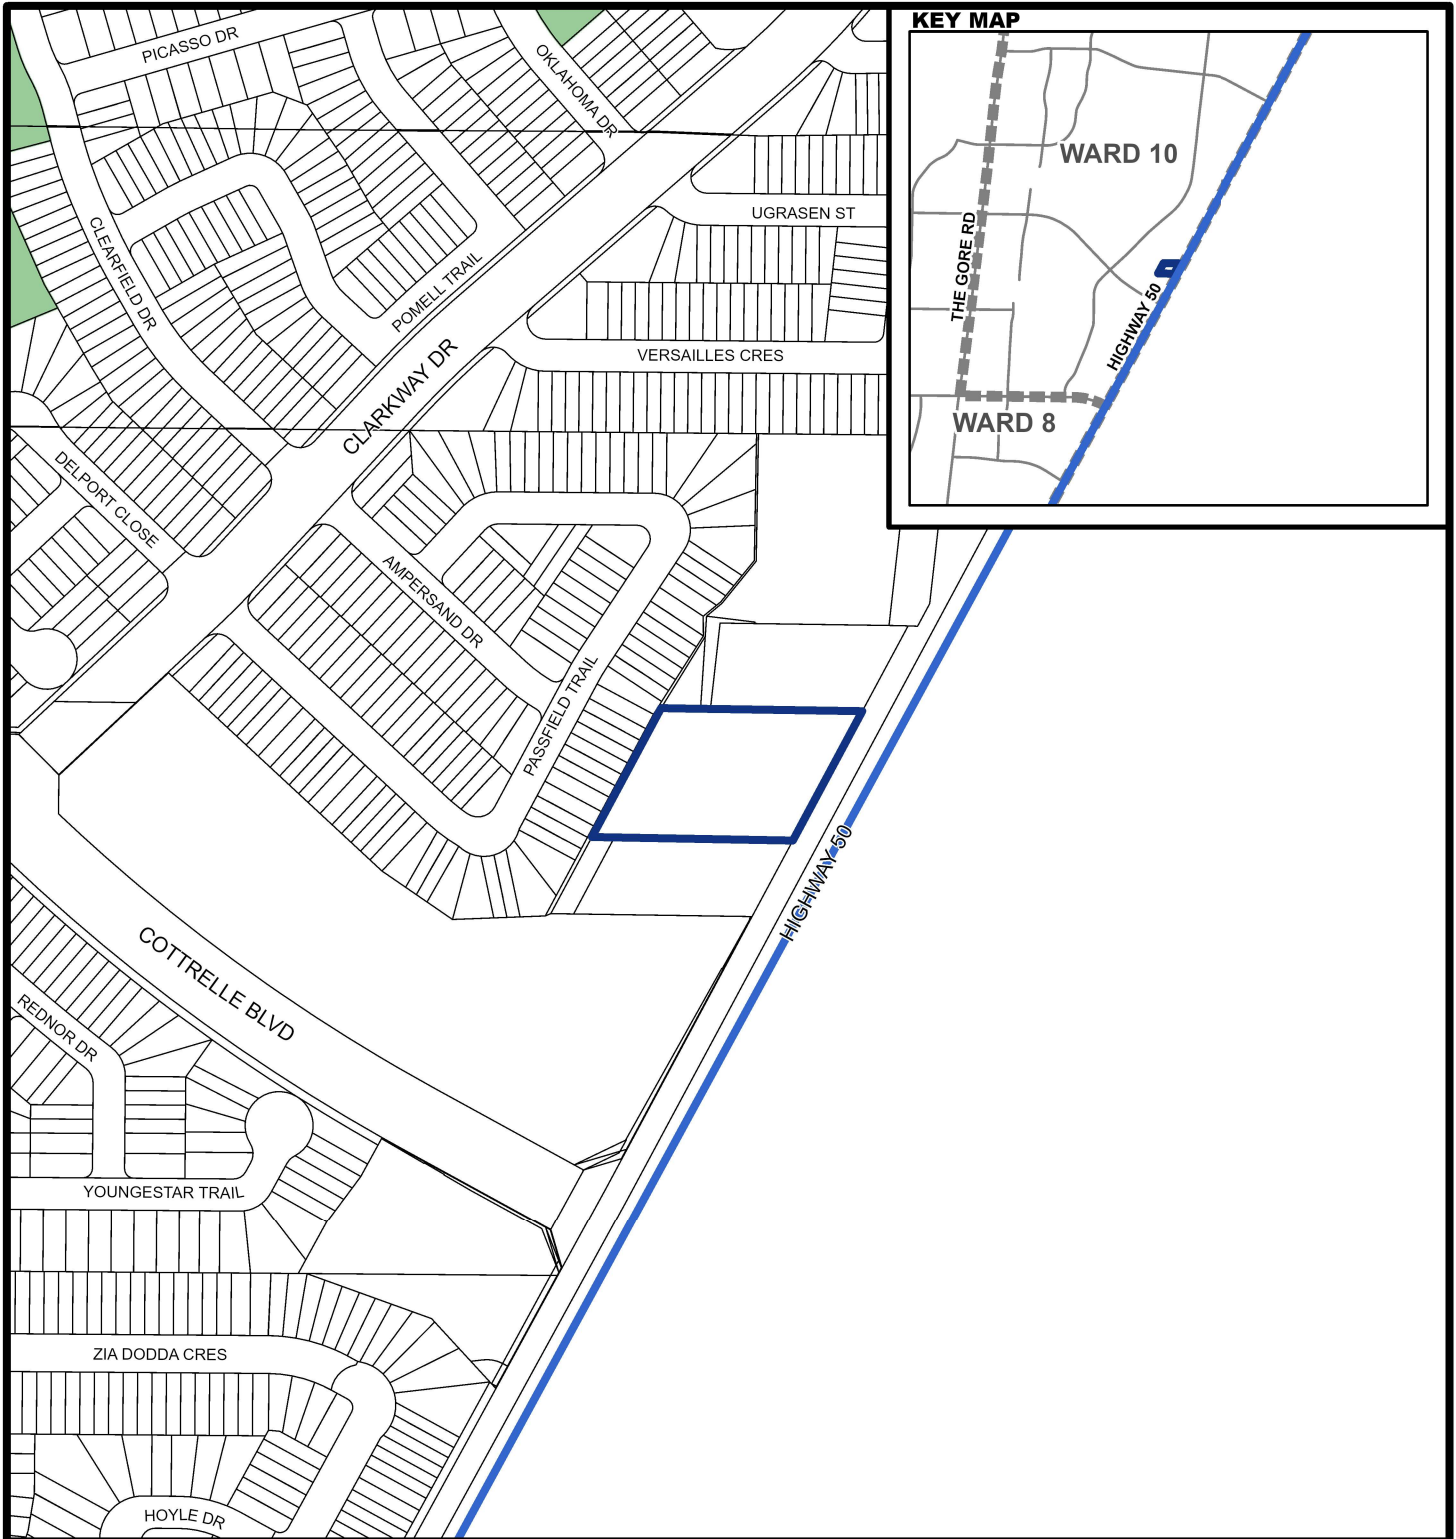 KEY MAP
WARD 10
THE GORE RD
HIGHWAY 50
WARD 8
PICASSO DR
OKLAHOMA DR
UGRASEN ST
CLEARFIELD DR
POMELL TRAIL
VERSAILLES CRES
CLARKWAY DR
DELPORT CLOSE
AMPERSAND DR
PASSFIELD TRAIL
HIGHWAY 50
COTTRELLE BLVD
REDNOR DR
YOUNGESTAR TRAIL
ZIA DODDA CRES
HOYLE DR